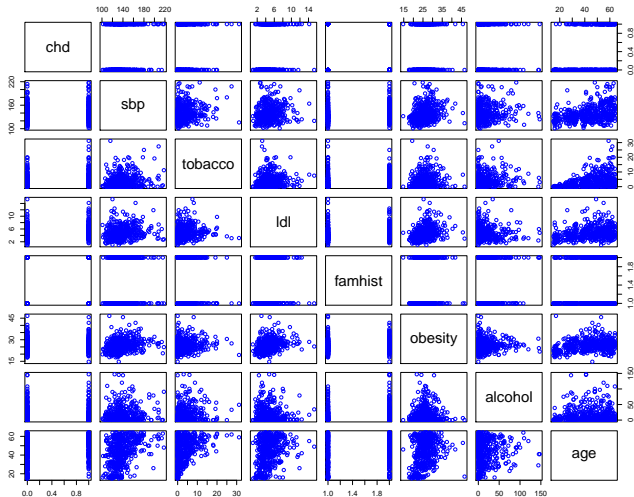 100 140 180 220 2 6 10 14 15 25 35 45 20 40 60
chd 0.0 0.4 0.8
100 160 220 sbp
tobacco 0 10 20 30
2 6 10 ldl
famhist 1.0 1.4 1.8
15 25 35 45 obesity
alcohol 0 50 150
20 30 40 50 60 age
0.0 0.4 0.8 0 10 20 30 1.0 1.4 1.8 0 50 100 150